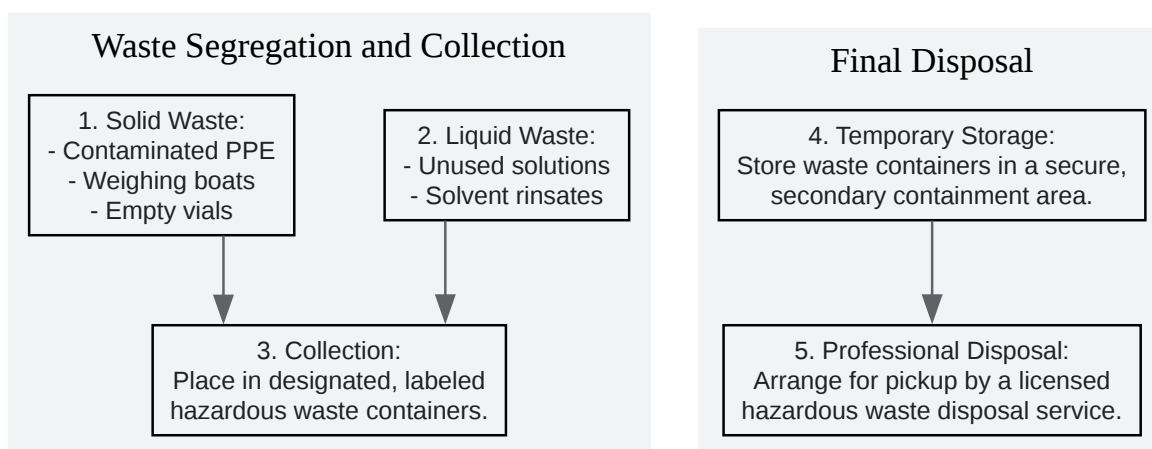 Waste Segregation and Collection
1. Solid Waste:
- Contaminated PPE
- Weighing boats
- Empty vials
2. Liquid Waste:
- Unused solutions
- Solvent rinsates
3. Collection:
Place in designated, labeled
hazardous waste containers.
Final Disposal
4. Temporary Storage:
Store waste containers in a secure,
secondary containment area.
5. Professional Disposal:
Arrange for pickup by a licensed
hazardous waste disposal service.